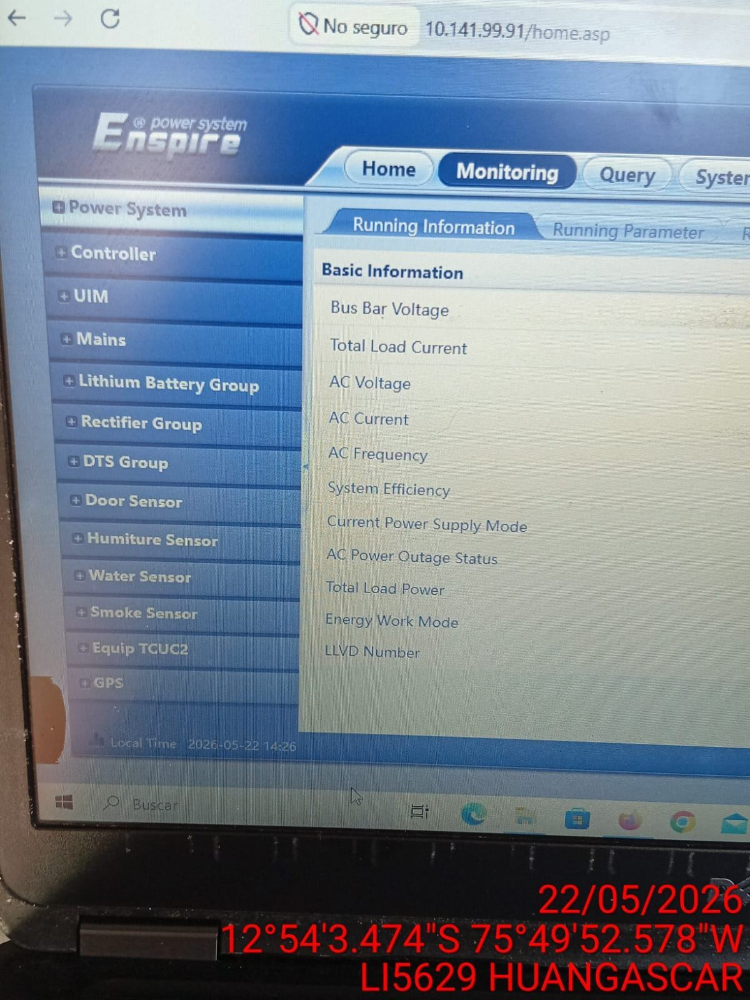 No seguro 10.141.99.91/home.asp
@ power system
Enspire
Home Monitoring Query
Power System
Running Information Running Parameter
Controller
Basic Information
UIM
Bus Bar Voltage
Mains
Total Load Current
Lithium Battery Group
AC Voltage
Rectifier Group
AC Current
DTS Group
AC Frequency
Door Sensor
System Efficiency
Humiture Sensor
Current Power Supply Mode
Water Sensor
AC Power Outage Status
Smoke Sensor
Total Load Power
Equip TCUC2
Energy Work Mode
GPS
LLVD Number
Local Time 2026-05-22 14:26
Buscar
22/05/2026
12°54'3.474"S 75°49'52.578"W
LI5629 HUANGASCAR